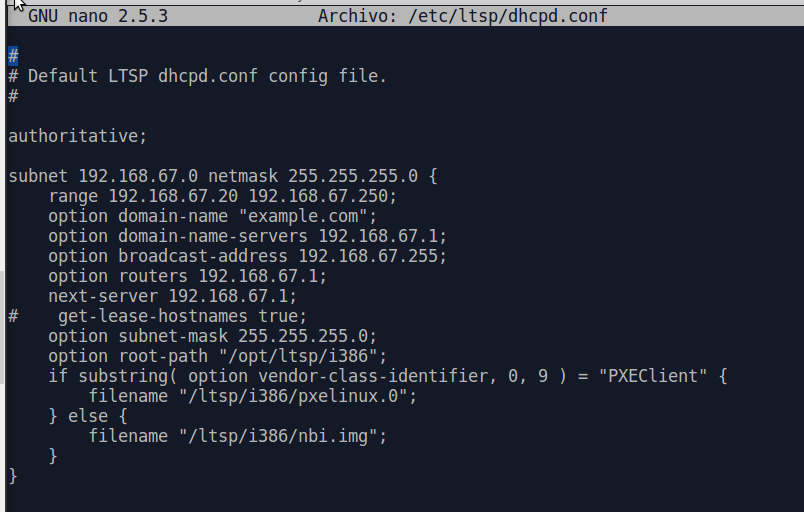 GNU nano 2.5.3 Archivo: /etc/ltsp/dhcpd.conf
#
# Default LTSP dhcpd.conf config file.
#
authoritative;
subnet 192.168.67.0 netmask 255.255.255.0 {
    range 192.168.67.20 192.168.67.250;
    option domain-name "example.com";
    option domain-name-servers 192.168.67.1;
    option broadcast-address 192.168.67.255;
    option routers 192.168.67.1;
    next-server 192.168.67.1;
#    get-lease-hostnames true;
    option subnet-mask 255.255.255.0;
    option root-path "/opt/ltsp/i386";
    if substring( option vendor-class-identifier, 0, 9 ) = "PXEClient" {
        filename "/ltsp/i386/pxelinux.0";
    } else {
        filename "/ltsp/i386/nbi.img";
    }
}